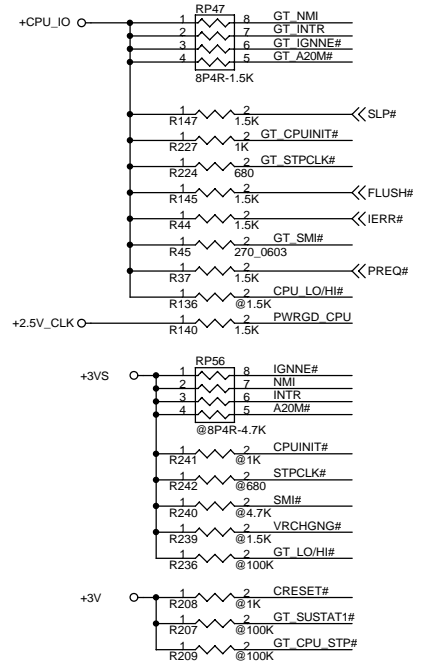 RP47
+CPU_IO 1 8 GT_NMI
2 7 GT_INTR
3 6 GT_IGNNE#
4 5 GT_A20M#
8P4R-1.5K
1 2 SLP#
R147 1.5K
1 2 GT_CPUINIT#
R227 1K
1 2 GT_STPCLK#
R224 680
1 2 FLUSH#
R145 1.5K
1 2 IERR#
R44 1.5K
1 2 GT_SMI#
R45 270_0603
1 2 PREQ#
R37 1.5K
1 2 CPU_LO/HI#
R136 @1.5K
+2.5V_CLK 1 2 PWRGD_CPU
R140 1.5K
RP56
+3VS 1 8 IGNNE#
2 7 NMI
3 6 INTR
4 5 A20M#
@8P4R-4.7K
1 2 CPUINIT#
R241 @1K
1 2 STPCLK#
R242 @680
1 2 SMI#
R240 @4.7K
1 2 VRCHGNG#
R239 @1.5K
1 2 GT_LO/HI#
R236 @100K
+3V 1 2 CRESET#
R208 @1K
1 2 GT_SUSTAT1#
R207 @100K
1 2 GT_CPU_STP#
R209 @100K